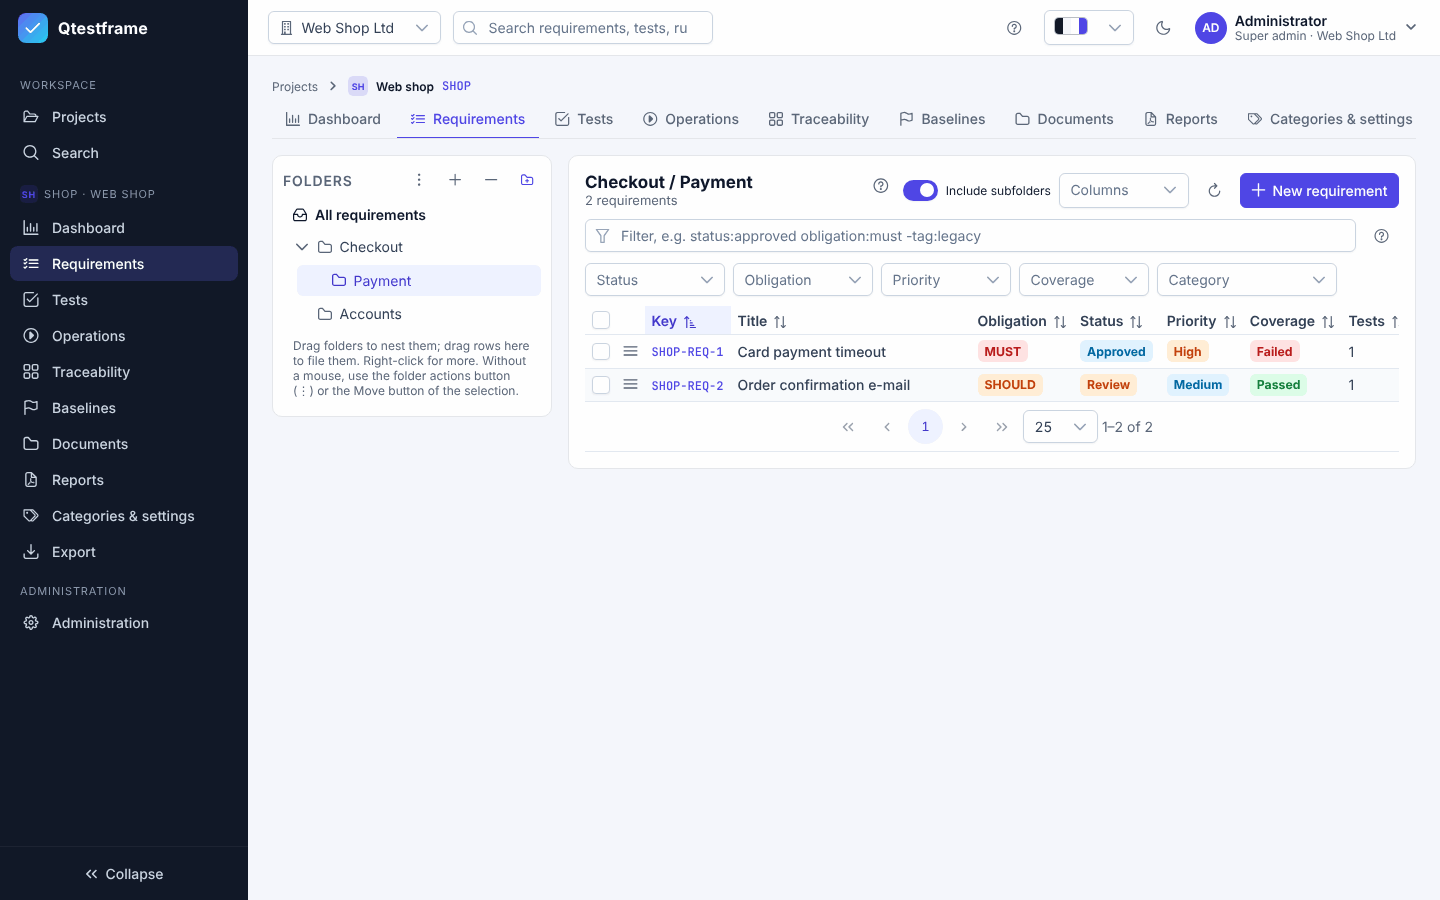 Qtestframe
Web Shop Ltd
Search requirements, tests, ru
AD
Administrator
Super admin · Web Shop Ltd
WORKSPACE
Projects
Search
SH SHOP · WEB SHOP
Dashboard
Requirements
Tests
Operations
Traceability
Baselines
Documents
Reports
Categories & settings
Export
ADMINISTRATION
Administration
Collapse
Projects > SH Web shop SHOP
Dashboard Requirements Tests Operations Traceability Baselines Documents Reports Categories & settings
FOLDERS
All requirements
Checkout
Payment
Accounts
Drag folders to nest them; drag rows here
to file them. Right-click for more. Without
a mouse, use the folder actions button
(⋮) or the Move button of the selection.
Checkout / Payment
2 requirements
Include subfolders
Columns
New requirement
Filter, e.g. status:approved obligation:must -tag:legacy
Status Obligation Priority Coverage Category
Key Title Obligation Status Priority Coverage Tests
SHOP-REQ-1 Card payment timeout MUST Approved High Failed 1
SHOP-REQ-2 Order confirmation e-mail SHOULD Review Medium Passed 1
1 25 1–2 of 2